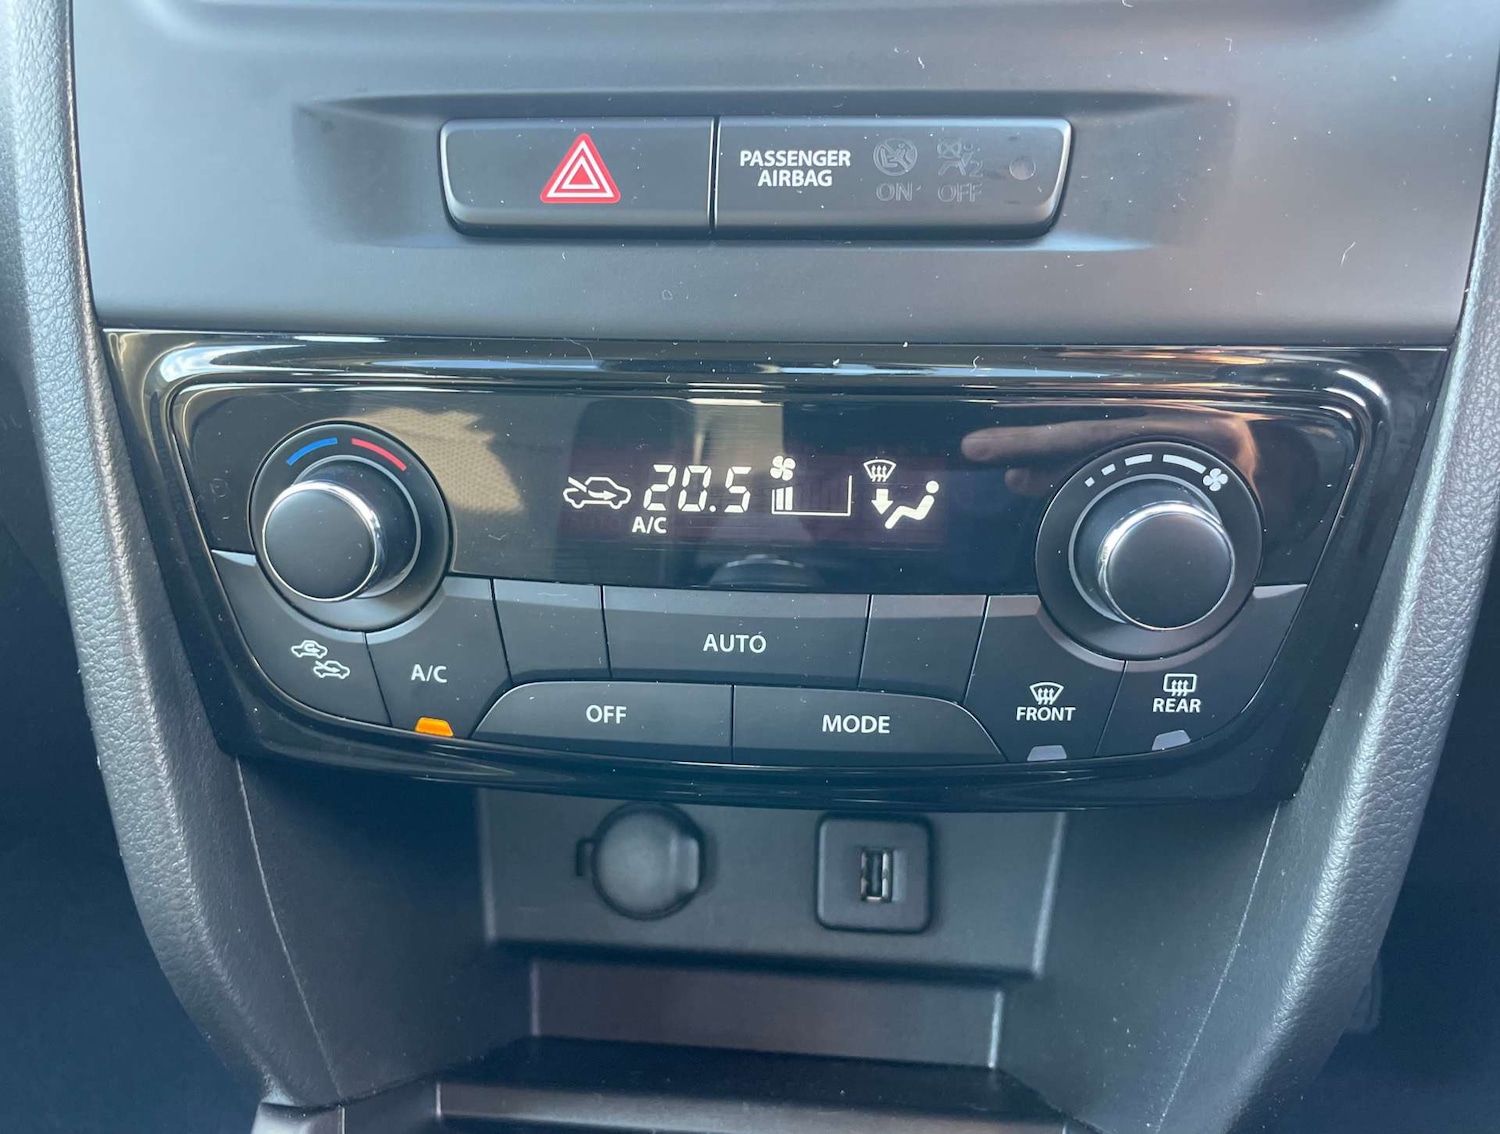 PASSENGER
AIRBAG
ON
OFF
20.5
A/C
A/C
AUTO
OFF
MODE
FRONT
REAR